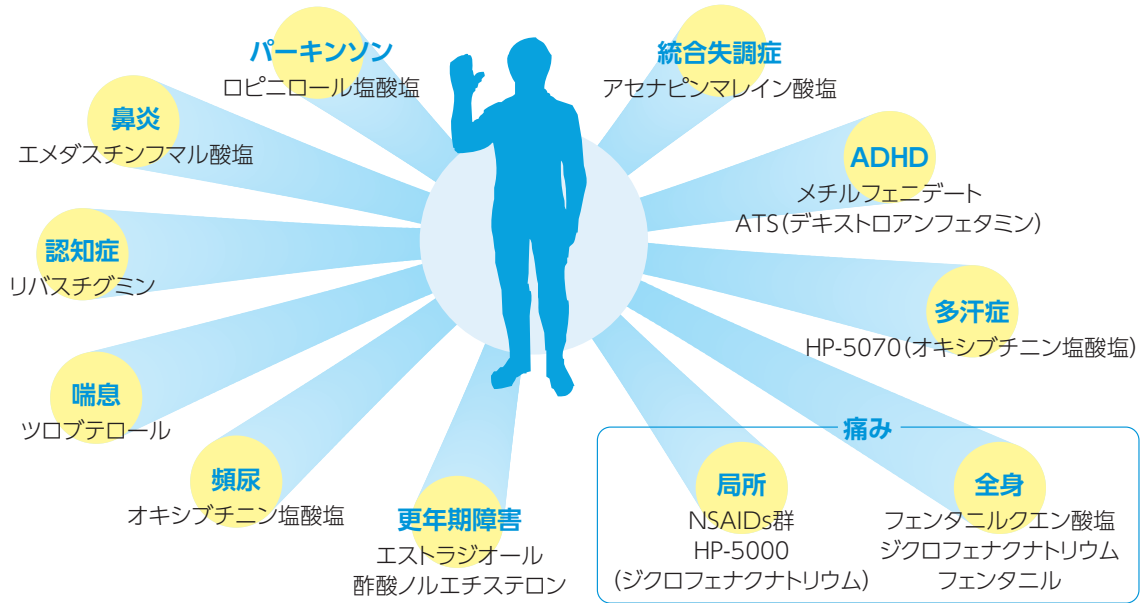 パーキンソン
ロピニロール塩酸塩
統合失調症
アセナピンマレイン酸塩
鼻炎
エメダスチンフマル酸塩
ADHD
メチルフェニデート
ATS(デキストロアンフェタミン)
認知症
リバスチグミン
多汗症
HP-5070(オキシブチニン塩酸塩)
喘息
ツロブテロール
頻尿
オキシブチニン塩酸塩
更年期障害
エストラジオール
酢酸ノルエチステロン
痛み
局所
NSAIDs群
HP-5000
(ジクロフェナクナトリウム)
全身
フェンタニルクエン酸塩
ジクロフェナクナトリウム
フェンタニル